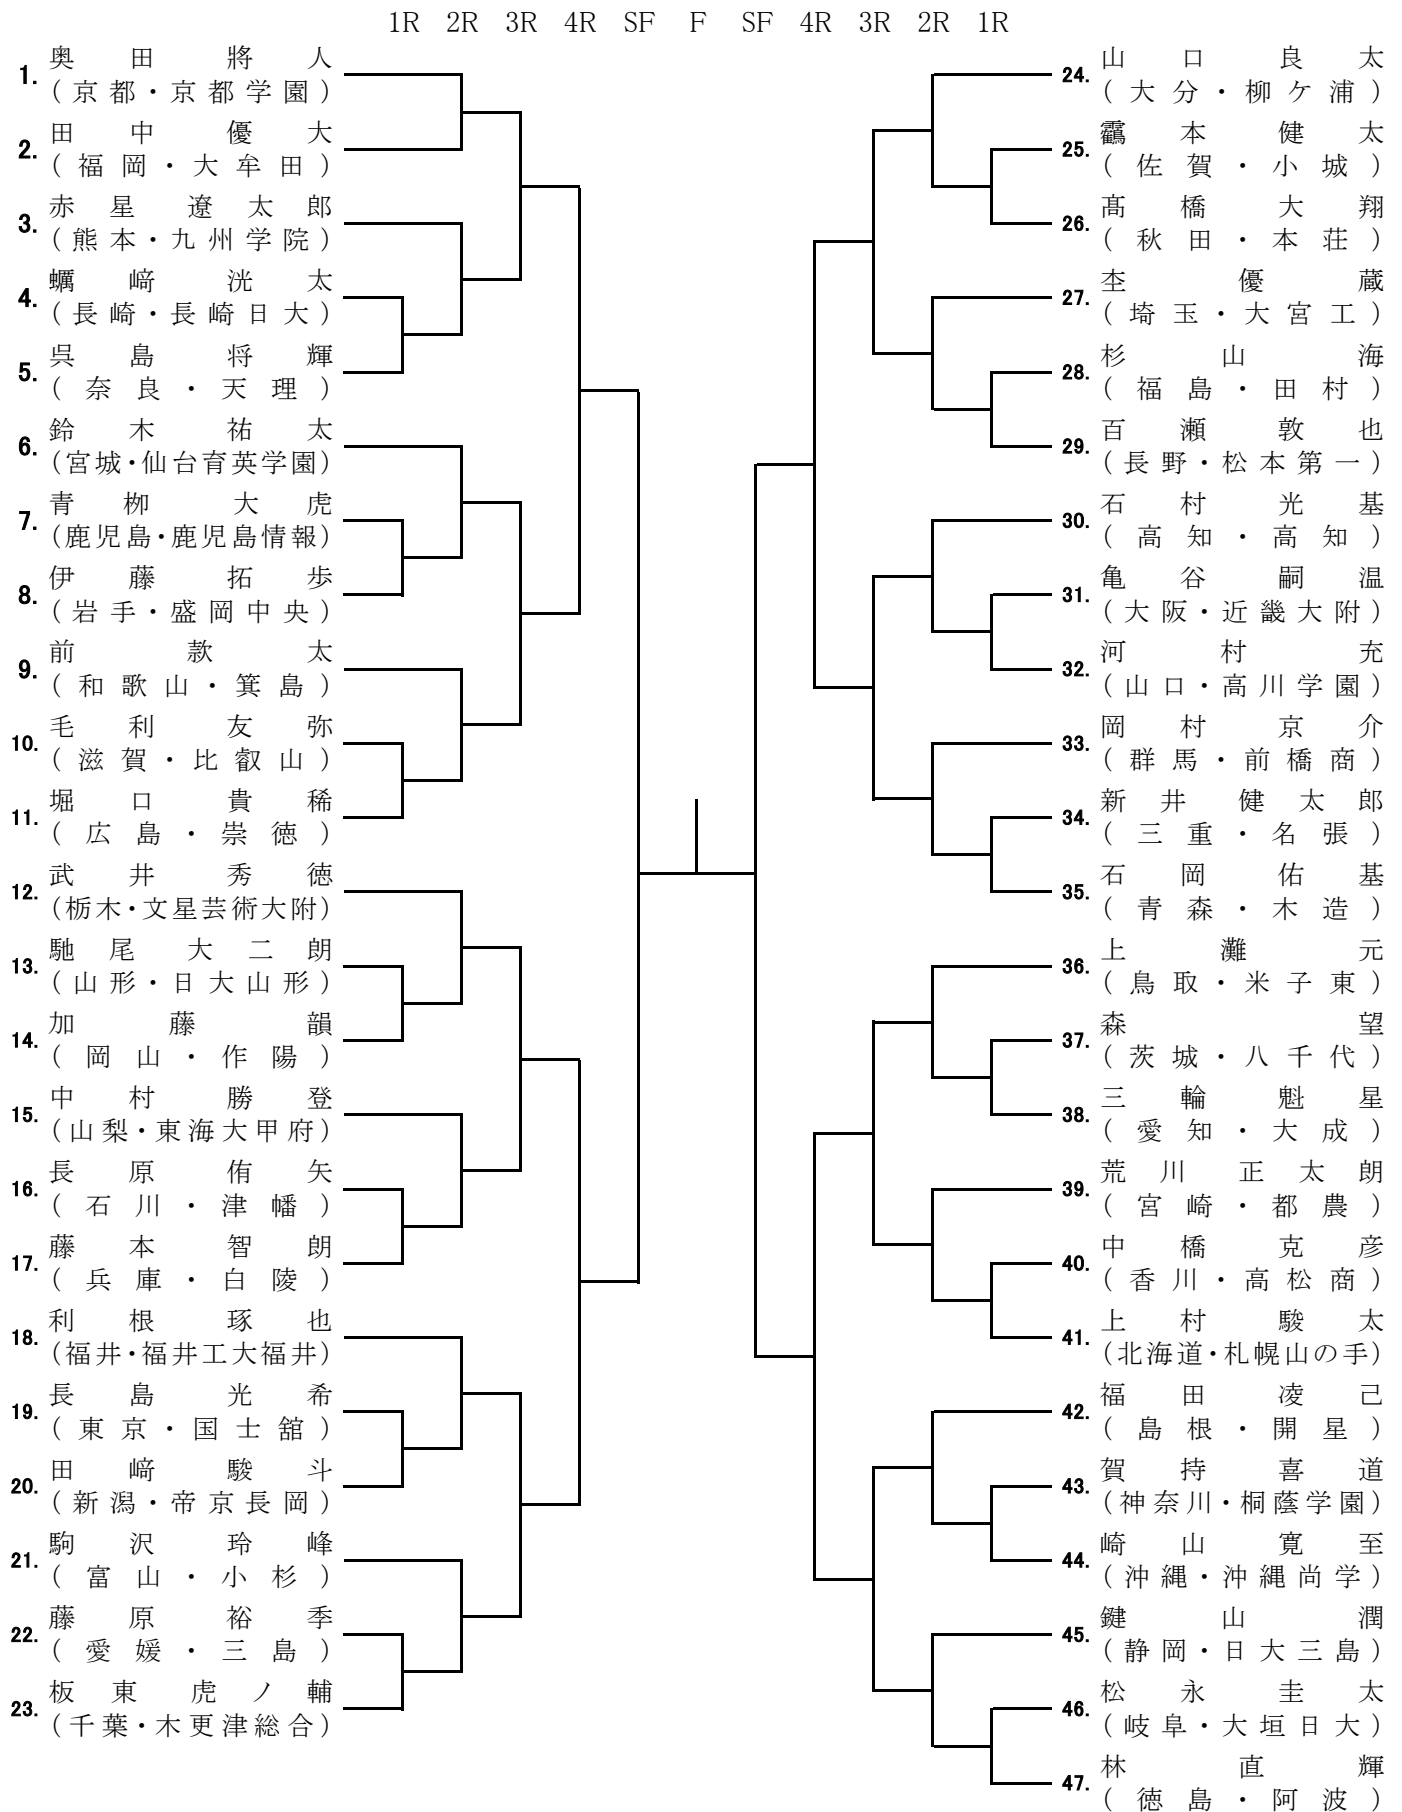 1R 2R 3R 4R SF F SF 4R 3R 2R 1R
1. 奥田將人
(京都・京都学園)
2. 田中優大
(福岡・大牟田)
3. 赤星遼太郎
(熊本・九州学院)
4. 蠣﨑洸太
(長崎・長崎日大)
5. 呉島将輝
(奈良・天理)
6. 鈴木祐太
(宮城・仙台育英学園)
7. 青栁大虎
(鹿児島・鹿児島情報)
8. 伊藤拓歩
(岩手・盛岡中央)
9. 前款太
(和歌山・箕島)
10. 毛利友弥
(滋賀・比叡山)
11. 堀口貴稀
(広島・崇徳)
12. 武井秀徳
(栃木・文星芸術大附)
13. 馳尾大二朗
(山形・日大山形)
14. 加藤韻
(岡山・作陽)
15. 中村勝登
(山梨・東海大甲府)
16. 長原侑矢
(石川・津幡)
17. 藤本智朗
(兵庫・白陵)
18. 利根琢也
(福井・福井工大福井)
19. 長島光希
(東京・国士舘)
20. 田﨑駿斗
(新潟・帝京長岡)
21. 駒沢玲峰
(富山・小杉)
22. 藤原裕季
(愛媛・三島)
23. 板東虎ノ輔
(千葉・木更津総合)
24. 山口良太
(大分・柳ケ浦)
25. 靏本健太
(佐賀・小城)
26. 髙橋大翔
(秋田・本荘)
27. 杢優蔵
(埼玉・大宮工)
28. 杉山海
(福島・田村)
29. 百瀬敦也
(長野・松本第一)
30. 石村光基
(高知・高知)
31. 亀谷嗣温
(大阪・近畿大附)
32. 河村充
(山口・高川学園)
33. 岡村京介
(群馬・前橋商)
34. 新井健太郎
(三重・名張)
35. 石岡佑基
(青森・木造)
36. 上灘元
(鳥取・米子東)
37. 森望
(茨城・八千代)
38. 三輪魁星
(愛知・大成)
39. 荒川正太朗
(宮崎・都農)
40. 中橋克彦
(香川・高松商)
41. 上村駿太
(北海道・札幌山の手)
42. 福田凌己
(島根・開星)
43. 賀持喜道
(神奈川・桐蔭学園)
44. 崎山寛至
(沖縄・沖縄尚学)
45. 鍵山潤
(静岡・日大三島)
46. 松永圭太
(岐阜・大垣日大)
47. 林直輝
(徳島・阿波)